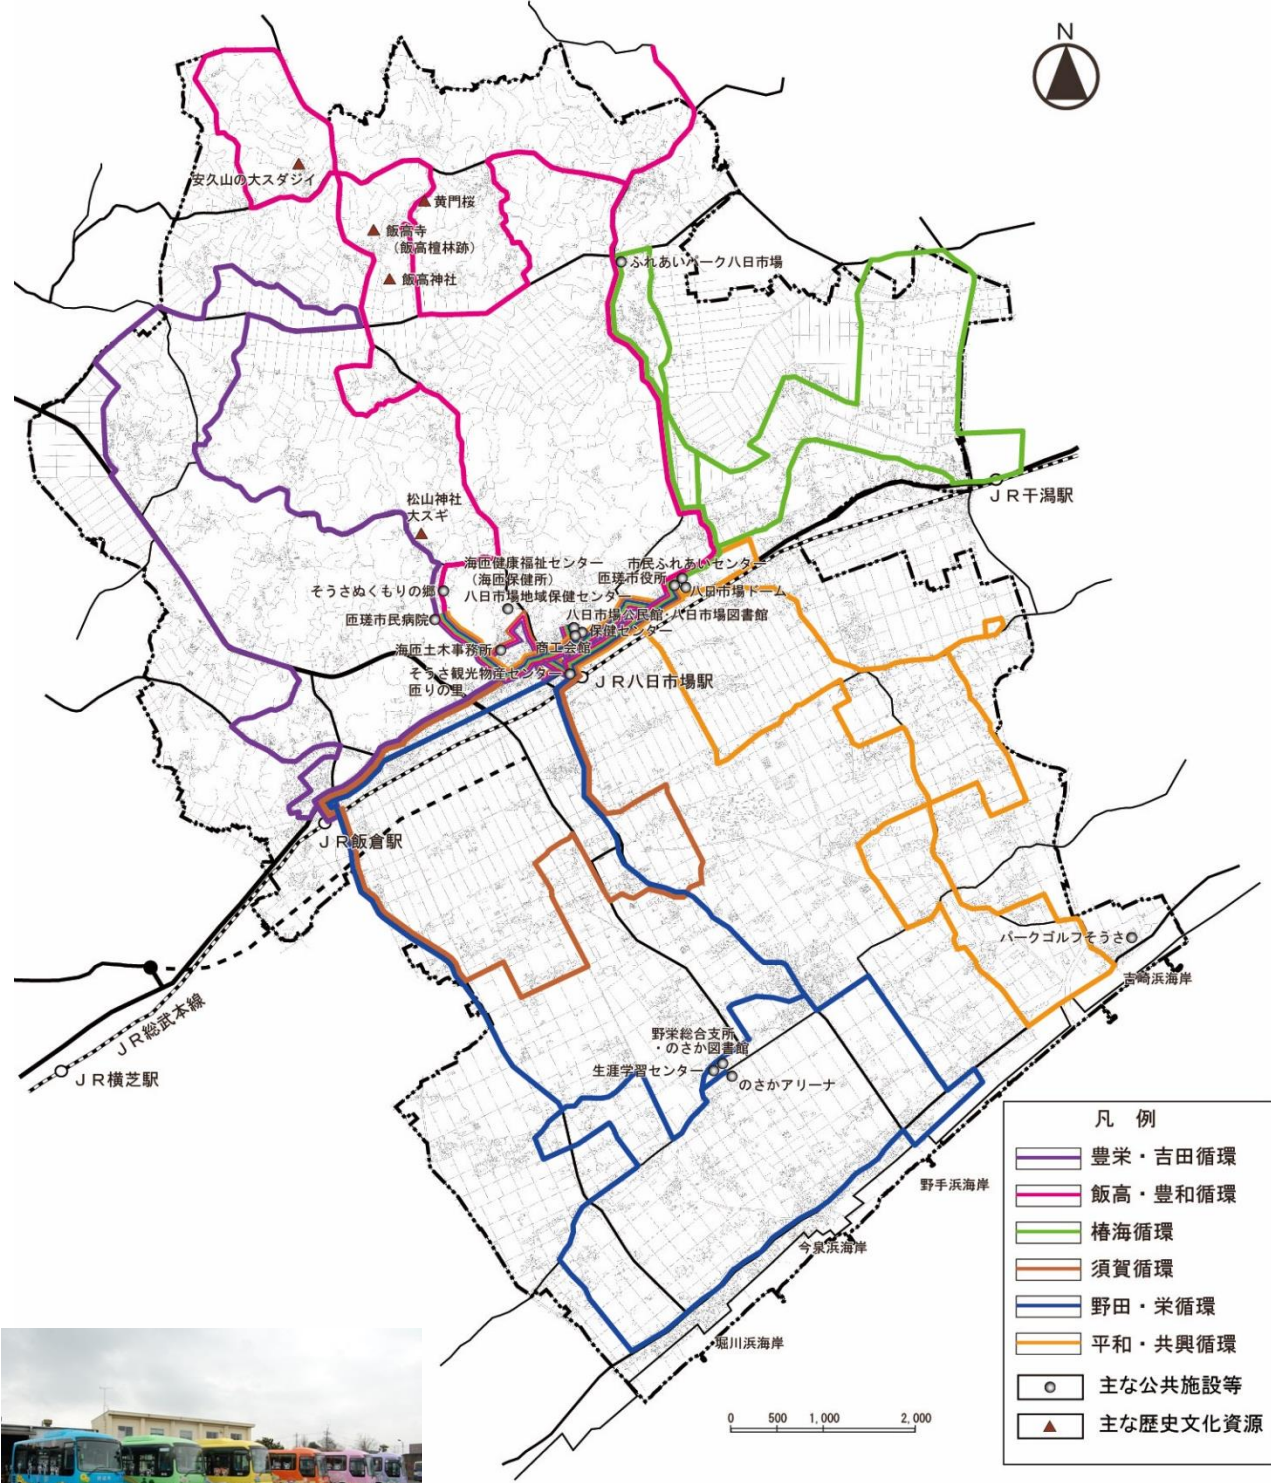 N
安久山の大スダジイ
黄門桜
飯高寺
（飯高檀林跡）
飯高神社
ふれあいパーク八日市場
JR干潟駅
松山神社
大スギ
海匝健康福祉センター
（海匝保健所）
市民ふれあいセンター
匝瑳市役所
そうさぬくもりの郷
八日市場地域保健センター
八日市場ドーム
匝瑳市民病院
八日市場公民館・八日市場図書館
保健センター
海匝土木事務所
商工会館
そうさ観光物産センター
匝りの里
JR八日市場駅
JR飯倉駅
パークゴルフそうさ
吉崎浜海岸
JR総武本線
野栄総合支所
・のさか図書館
生涯学習センター
のさかアリーナ
JR横芝駅
野手浜海岸
今泉浜海岸
堀川浜海岸
凡　例
豊栄・吉田循環
飯高・豊和循環
椿海循環
須賀循環
野田・栄循環
平和・共興循環
主な公共施設等
主な歴史文化資源
0 500 1,000 2,000